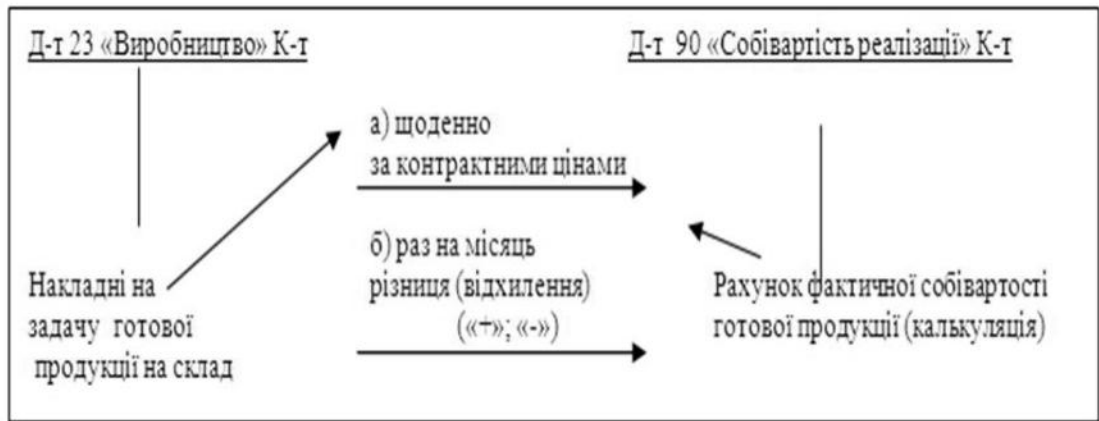 Д-т 23 «Виробництво» К-т
Д-т 90 «Собівартість реалізації» К-т
а) щоденно
за контрактними цінами
б) раз на місяць
різниця (відхилення)
(«+»; «-»)
Накладні на
задачу готової
продукції на склад
Рахунок фактичної собівартості
готової продукції (калькуляція)